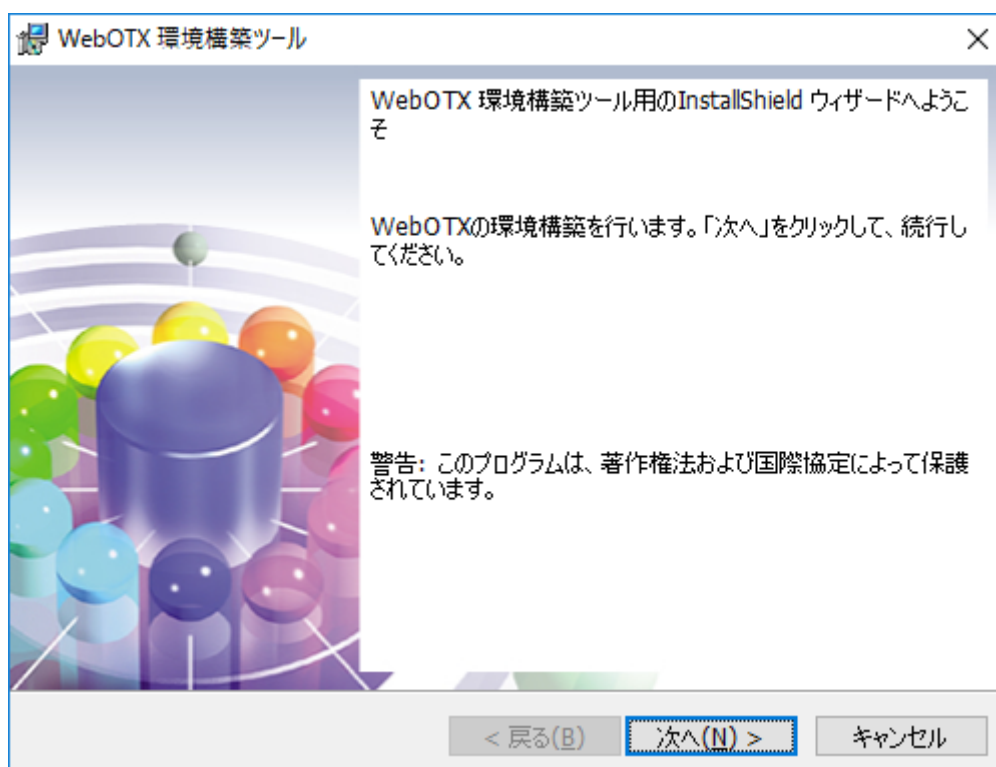 WebOTX 環境構築ツール
WebOTX 環境構築ツール用のInstallShield ウィザードへようこ
そ
WebOTXの環境構築を行います。「次へ」をクリックして、続行し
てください。
警告: このプログラムは、著作権法および国際協定によって保護
されています。
< 戻る(B)
次へ(N) >
キャンセル